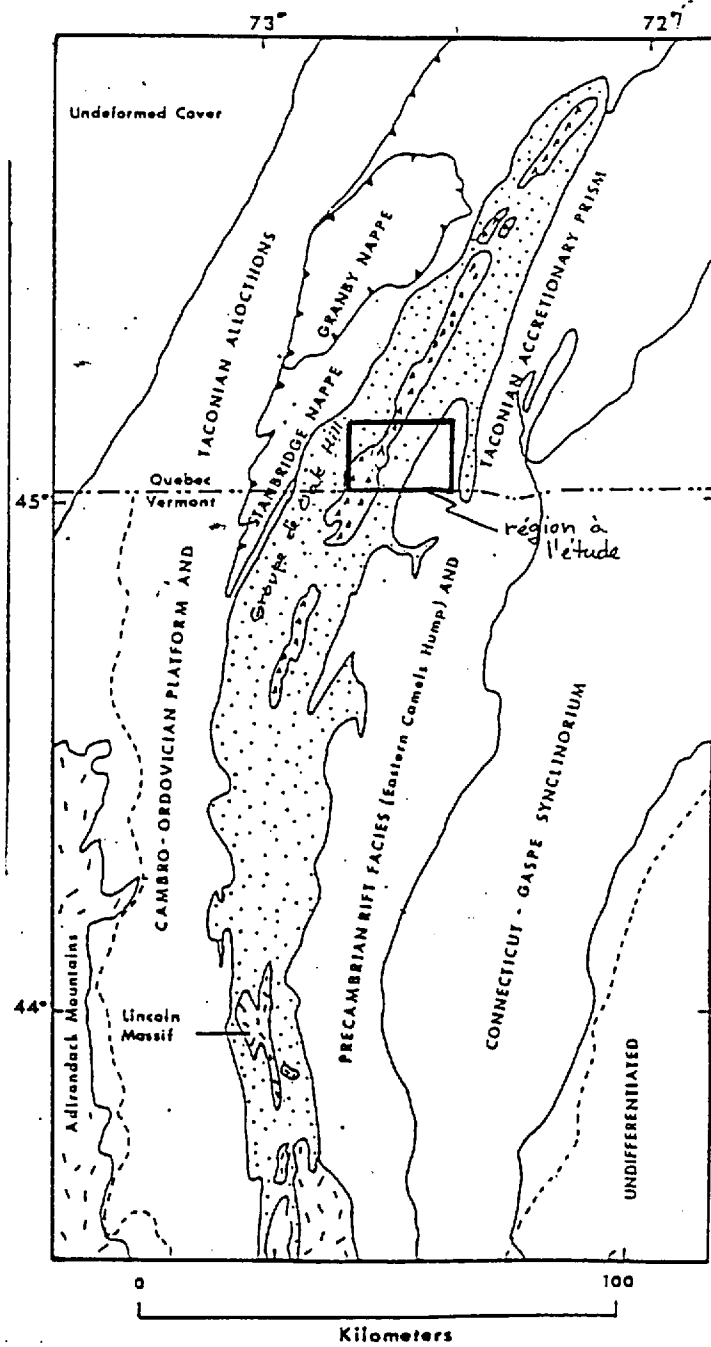 73°
72°
Undeformed Cover
TACONIAN ALLOCTHONS
GRANBY NAPPE
TACONIAN ACCRETIONARY PRISM
STANBRIDGE NAPPE
Groupe de Oak Hill
Quebec
Vermont
45°
région à
l'étude
CAMBRO-ORDOVICIAN PLATFORM AND
PRECAMBRIAN RIFT FACIES (Eastern Camels Hump) AND
CONNECTICUT - GASPE SYNCLINORIUM
44°
Lincoln
Massif
Adirondack Mountains
UNDIFFERENTIATED
0
100
Kilometers